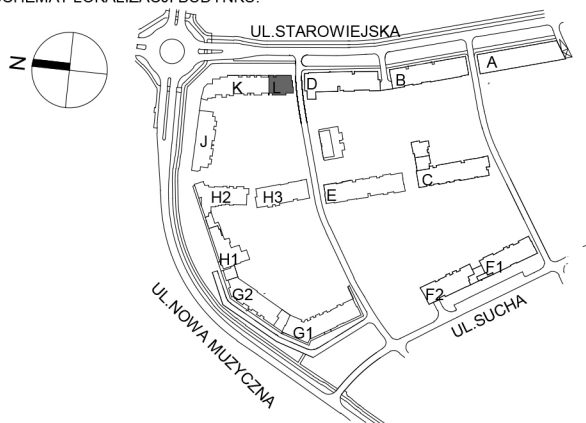 SCHEMAT LOKALIZACJI BUDYNKU:
UL.STAROWIEJSKA
N
A
B
D
K
L
J
C
E
H2
H3
H1
G2
G1
F1
F2
UL.SUCHA
UL.NOWA MUZYCZNA